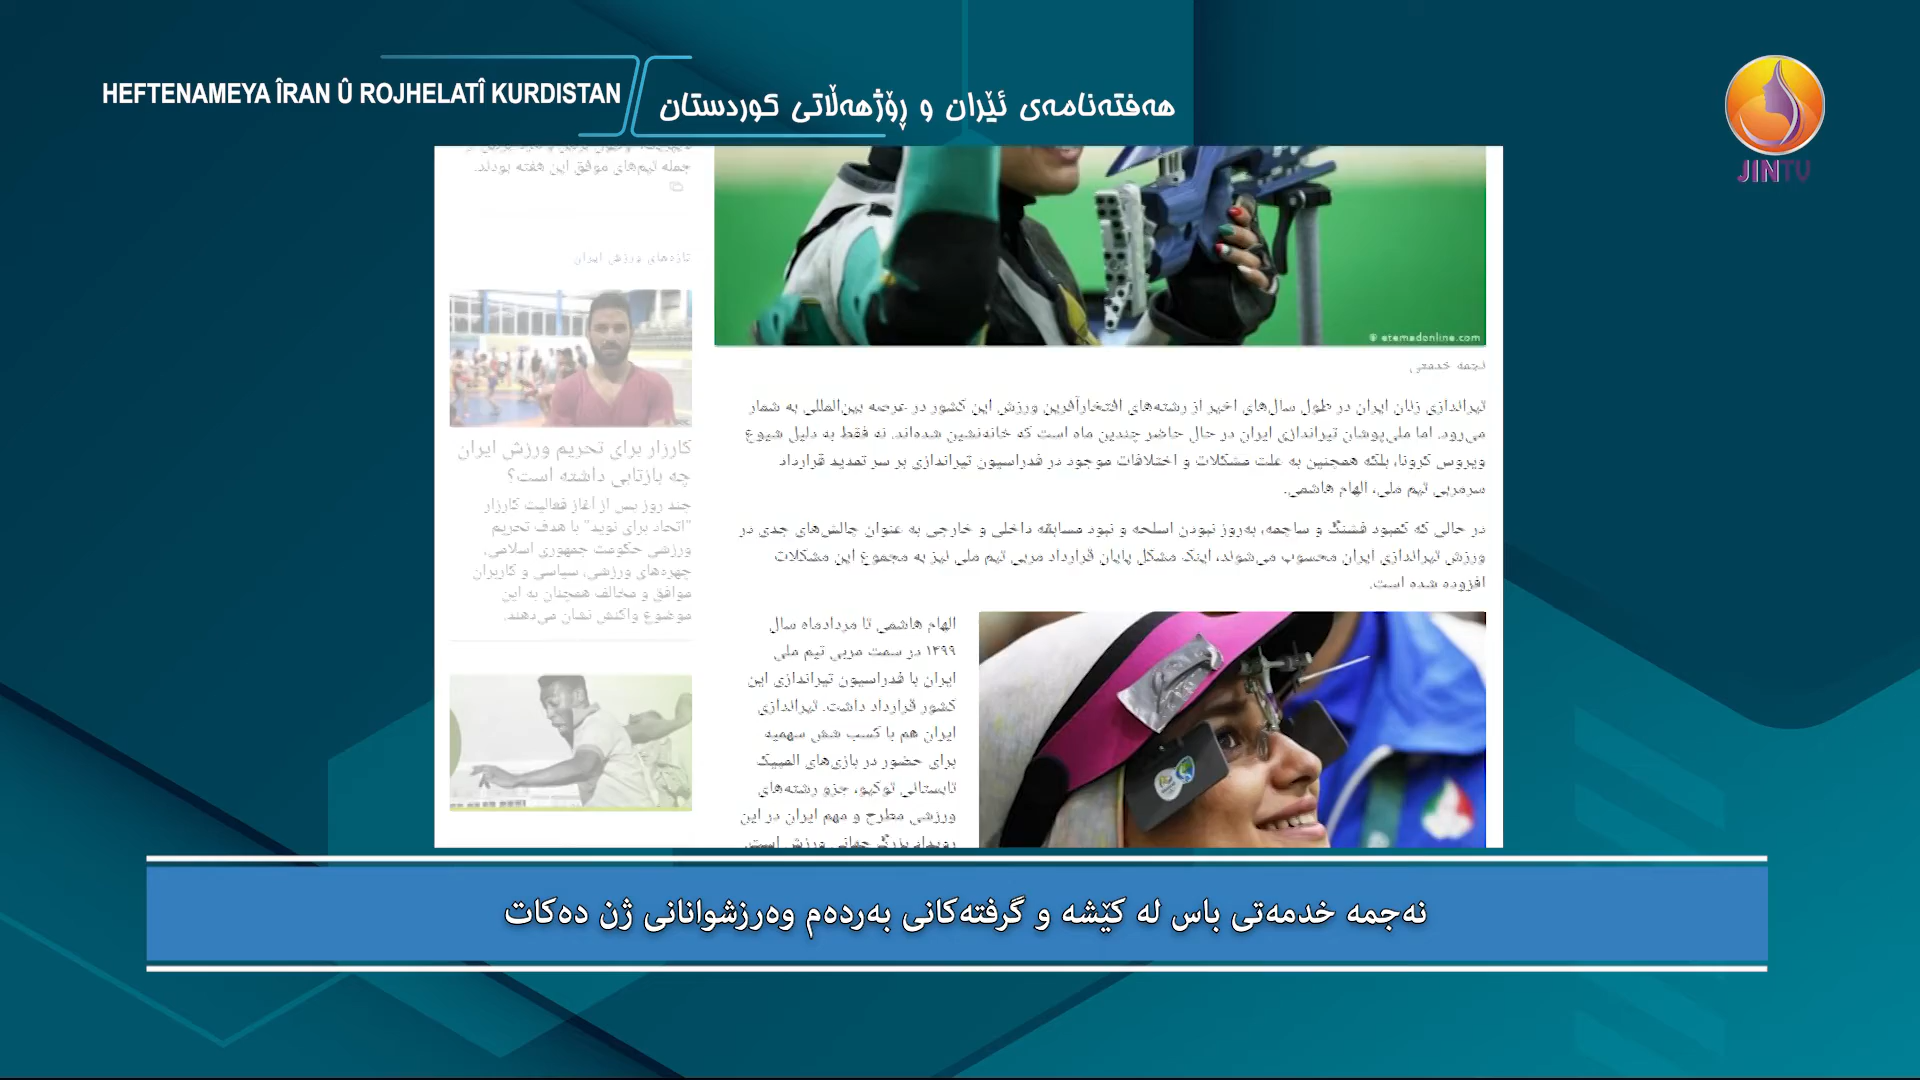 HEFTENAMEYA ÎRAN Û ROJHELATÎ KURDISTAN
هەفتەنامەی ئێران و ڕۆژهەڵاتی کوردستان
JINTV
جمله تیم‌های موفق این هفته بودند.
تازه‌های ورزش ایران
کارزار برای تحریم ورزش ایران
چه بازتابی داشته است؟
چند روز پس از آغاز فعالیت کارزار
"اتحاد برای نوید" با هدف تحریم
ورزشی حکومت جمهوری اسلامی،
چهره‌های ورزشی، سیاسی و کاربران
موافق و مخالف همچنان به این
موضوع واکنش نشان می‌دهند.
© etemadonline.com
نجمه خدمتی
تیراندازی زنان ایران در طول سال‌های اخیر از رشته‌های افتخارآفرین ورزش این کشور در عرصه بین‌المللی به شمار
می‌رود. اما ملی‌پوشان تیراندازی ایران در حال حاضر چندین ماه است که خانه‌نشین شده‌اند. نه فقط به دلیل شیوع
ویروس کرونا، بلکه همچنین به علت مشکلات و اختلافات موجود در فدراسیون تیراندازی بر سر تمدید قرارداد
سرمربی تیم ملی، الهام هاشمی.
در حالی که کمبود فشنگ و ساچمه، به‌روز نبودن اسلحه و نبود مسابقه داخلی و خارجی به عنوان چالش‌های جدی در
ورزش تیراندازی ایران محسوب می‌شوند، اینک مشکل پایان قرارداد مربی تیم ملی نیز به مجموع این مشکلات
افزوده شده است.
الهام هاشمی تا مردادماه سال
۱۳۹۹ در سمت مربی تیم ملی
ایران با فدراسیون تیراندازی این
کشور قرارداد داشت. تیراندازی
ایران هم با کسب شش سهمیه
برای حضور در بازی‌های المپیک
تابستانی توکیو، جزو رشته‌های
ورزشی مطرح و مهم ایران در این
رویداد بزرگ جهانی ورزش است.
نەجمە خدمەتی باس لە کێشە و گرفتەکانی بەردەم وەرزشوانانی ژن دەکات